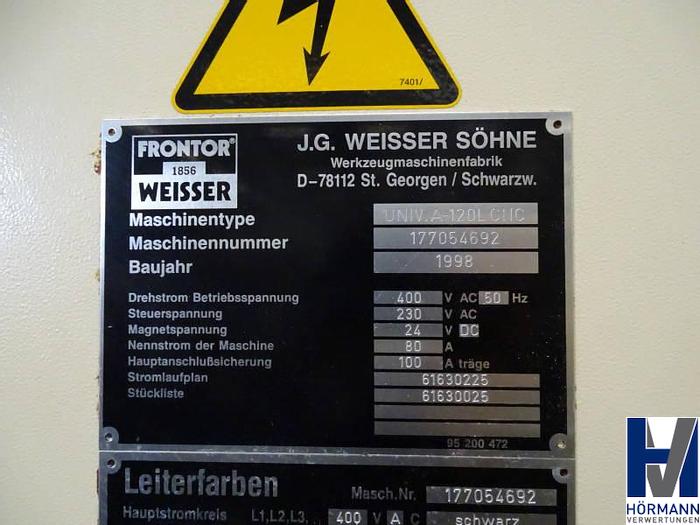 7401/
FRONTOR®
1856
WEISSER
J.G. WEISSER SÖHNE
Werkzeugmaschinenfabrik
D-78112 St. Georgen / Schwarzw.
Maschinentype UNIV.A-120L CNC
Maschinennummer 177054692
Baujahr 1998
Drehstrom Betriebsspannung 400 V AC 50 Hz
Steuerspannung 230 V AC
Magnetspannung 24 V DC
Nennstrom der Maschine 80 A
Hauptanschlußsicherung 100 A träge
Stromlaufplan 61630225
Stückliste 61630025
95 200 472
Leiterfarben Masch.Nr. 177054692
Hauptstromkreis L1,L2,L3, 400 V A C schwarz
HÖRMANN
VERWERTUNGEN